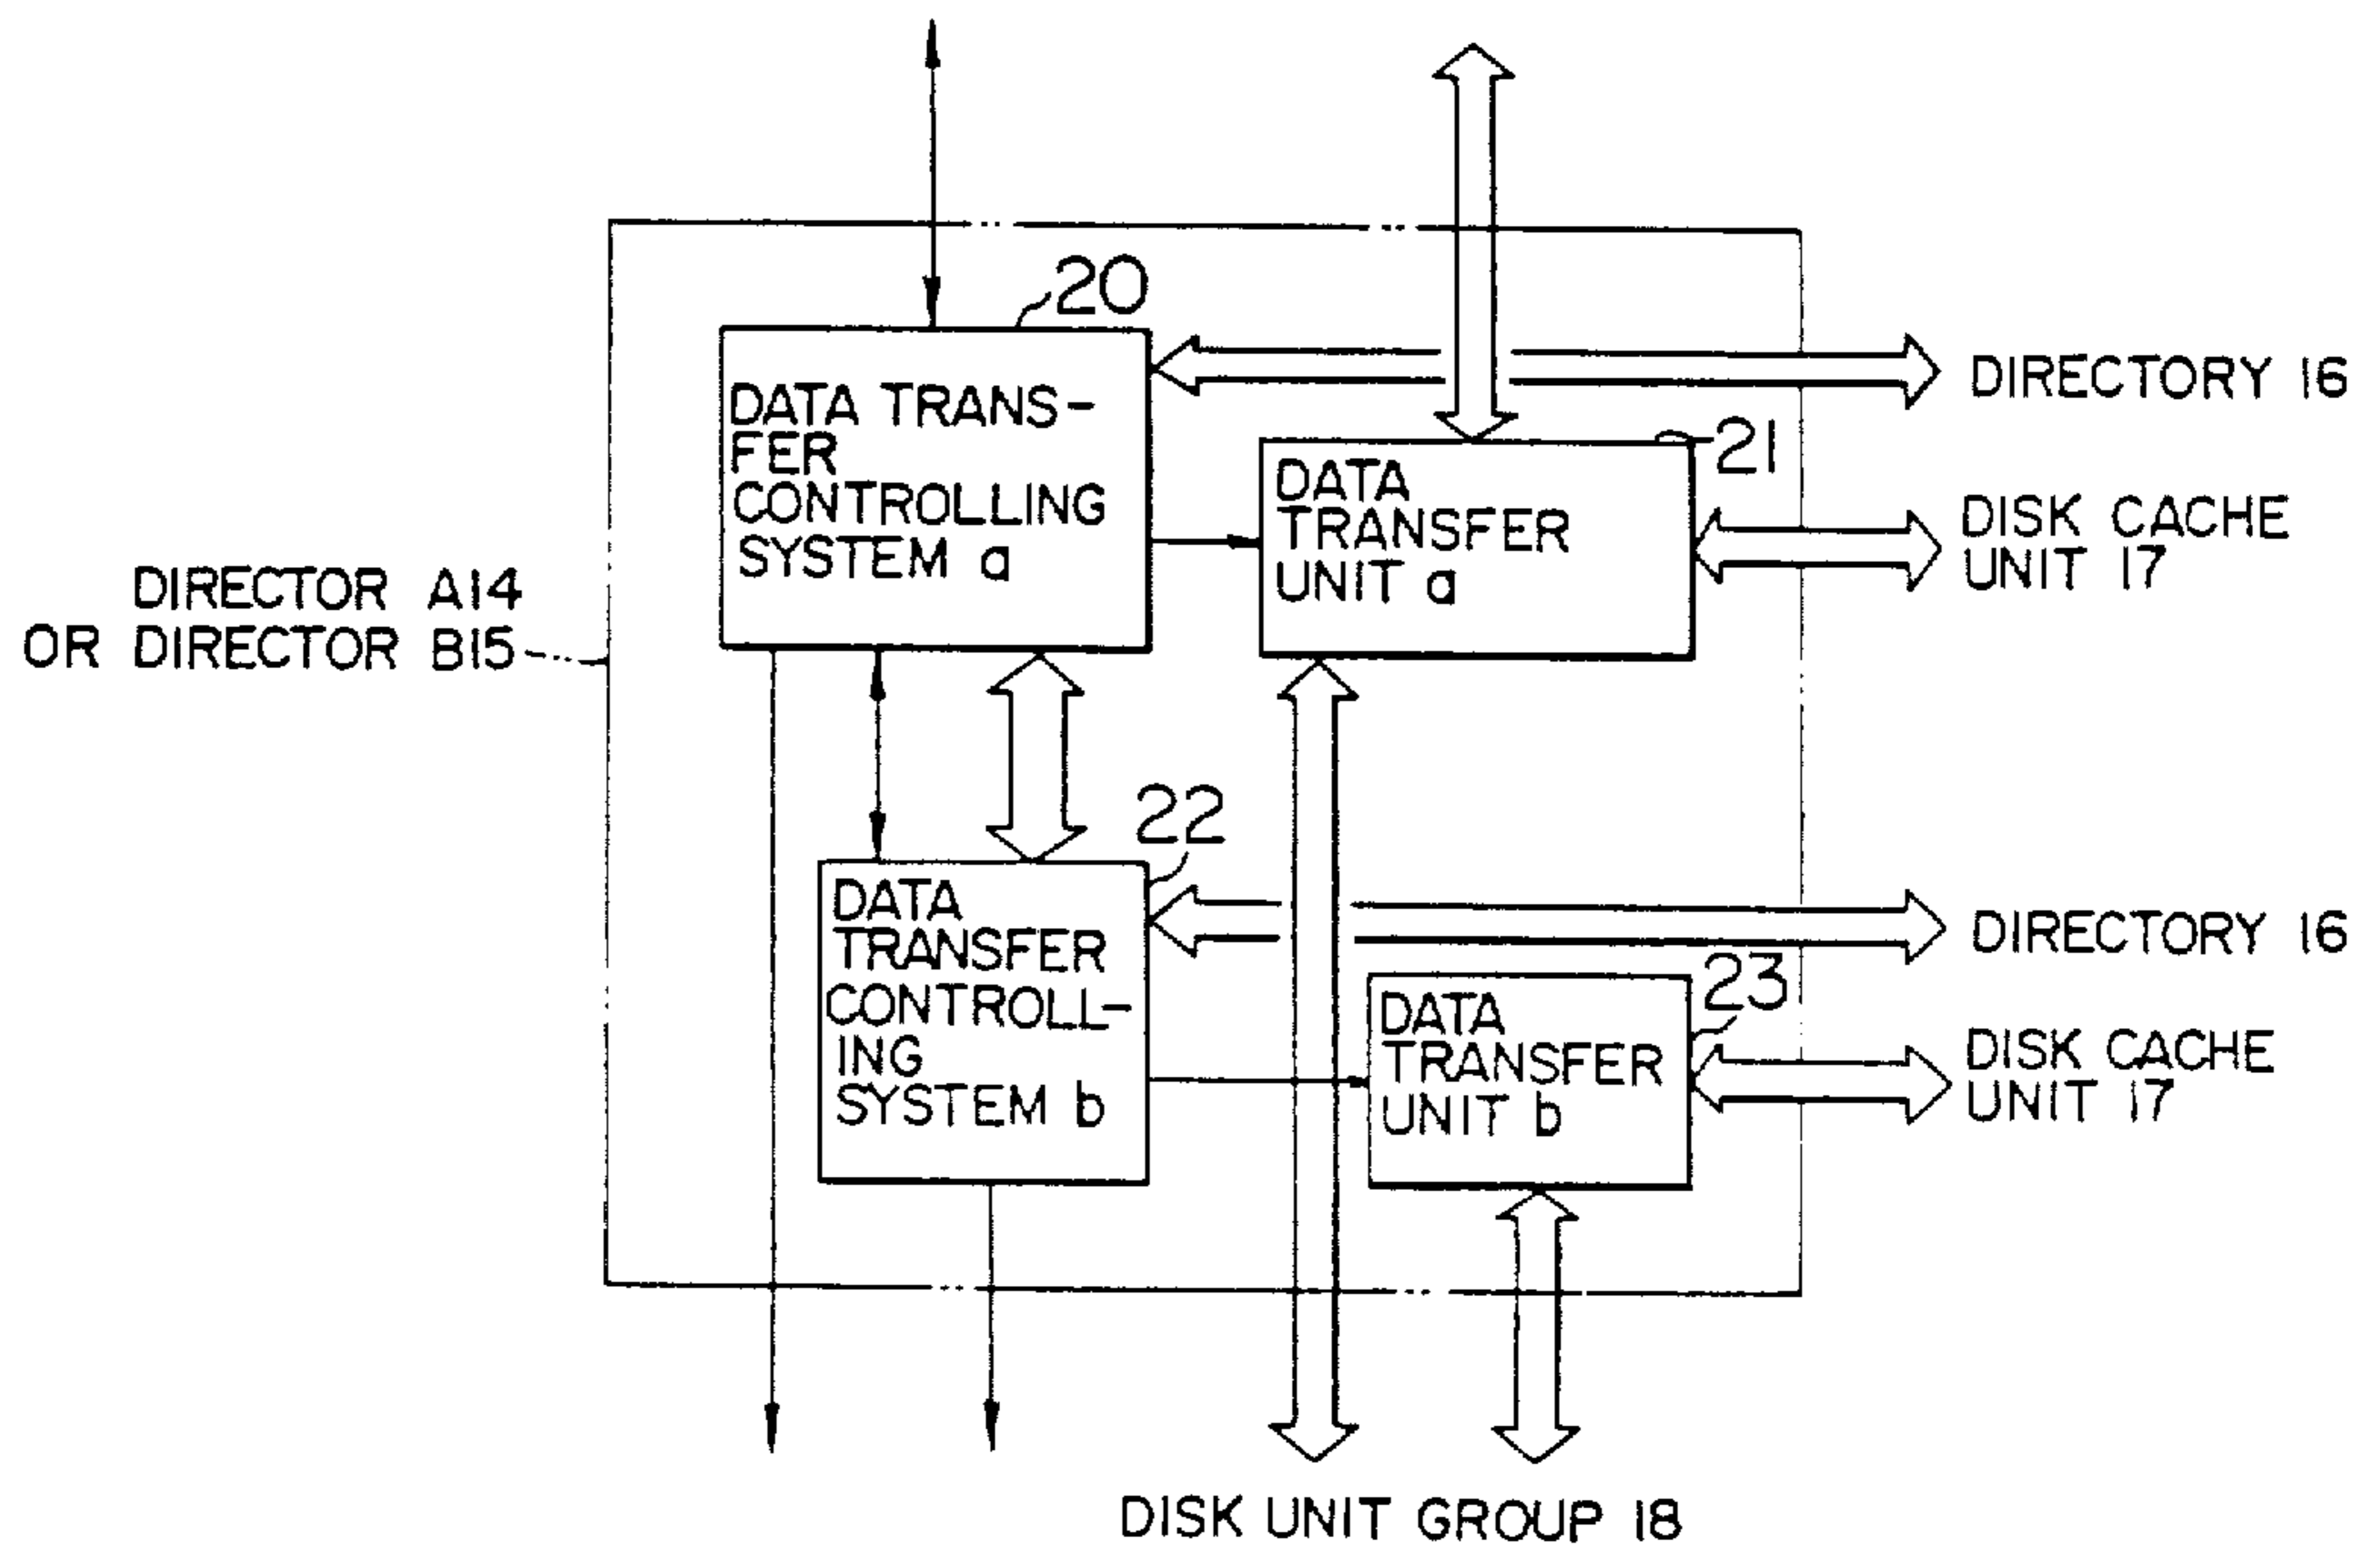 20
DATA TRANS-
FER
CONTROLLING
SYSTEM a
DIRECTORY 16
21
DATA
TRANSFER
UNIT a
DISK CACHE
UNIT 17
DIRECTOR A14
OR DIRECTOR B15
22
DATA
TRANSFER
CONTROLL-
ING
SYSTEM b
DIRECTORY 16
23
DATA
TRANSFER
UNIT b
DISK CACHE
UNIT 17
DISK UNIT GROUP 18